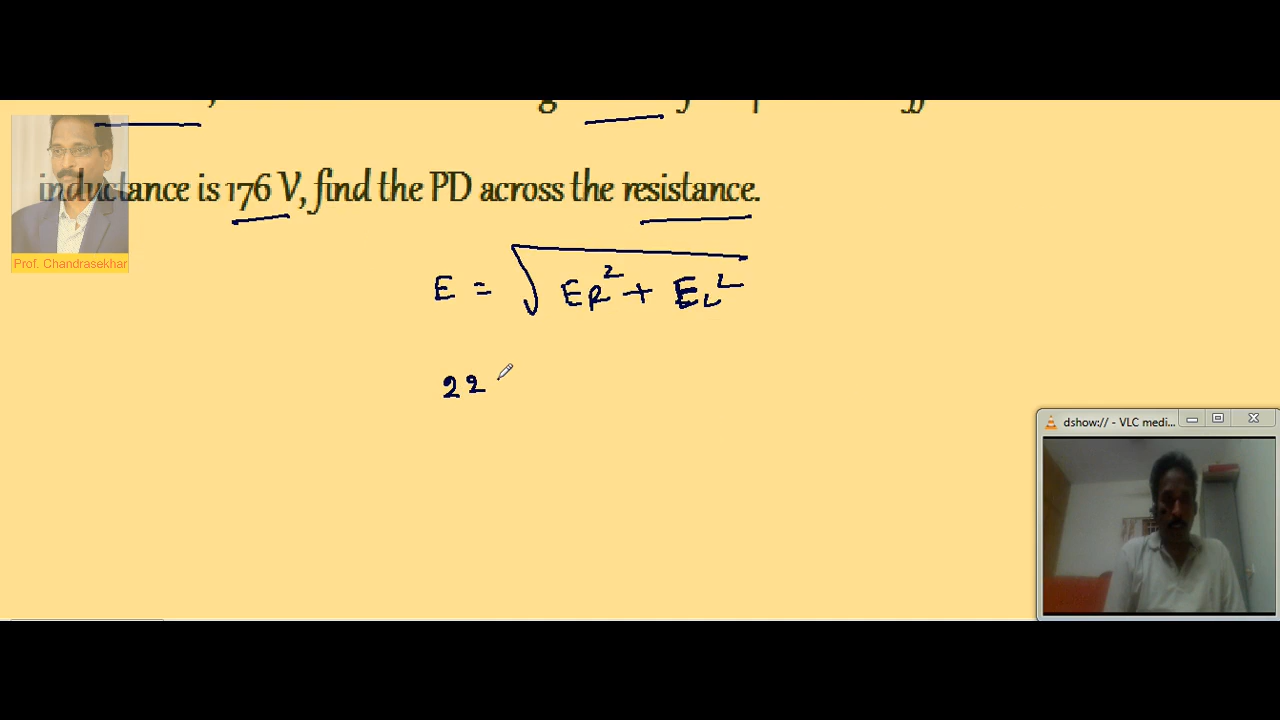 inductance is 176 V, find the PD across the resistance.
Prof. Chandrasekhar
E = √ER² + EL²
22
dshow:// - VLC medi...